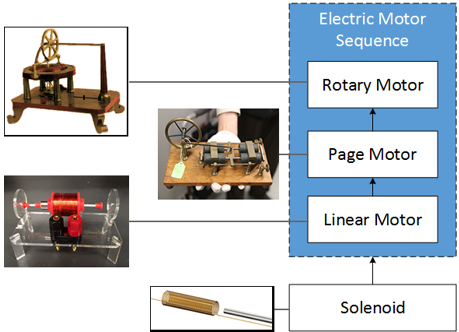 Electric Motor
Sequence
Rotary Motor
Page Motor
Linear Motor
Solenoid